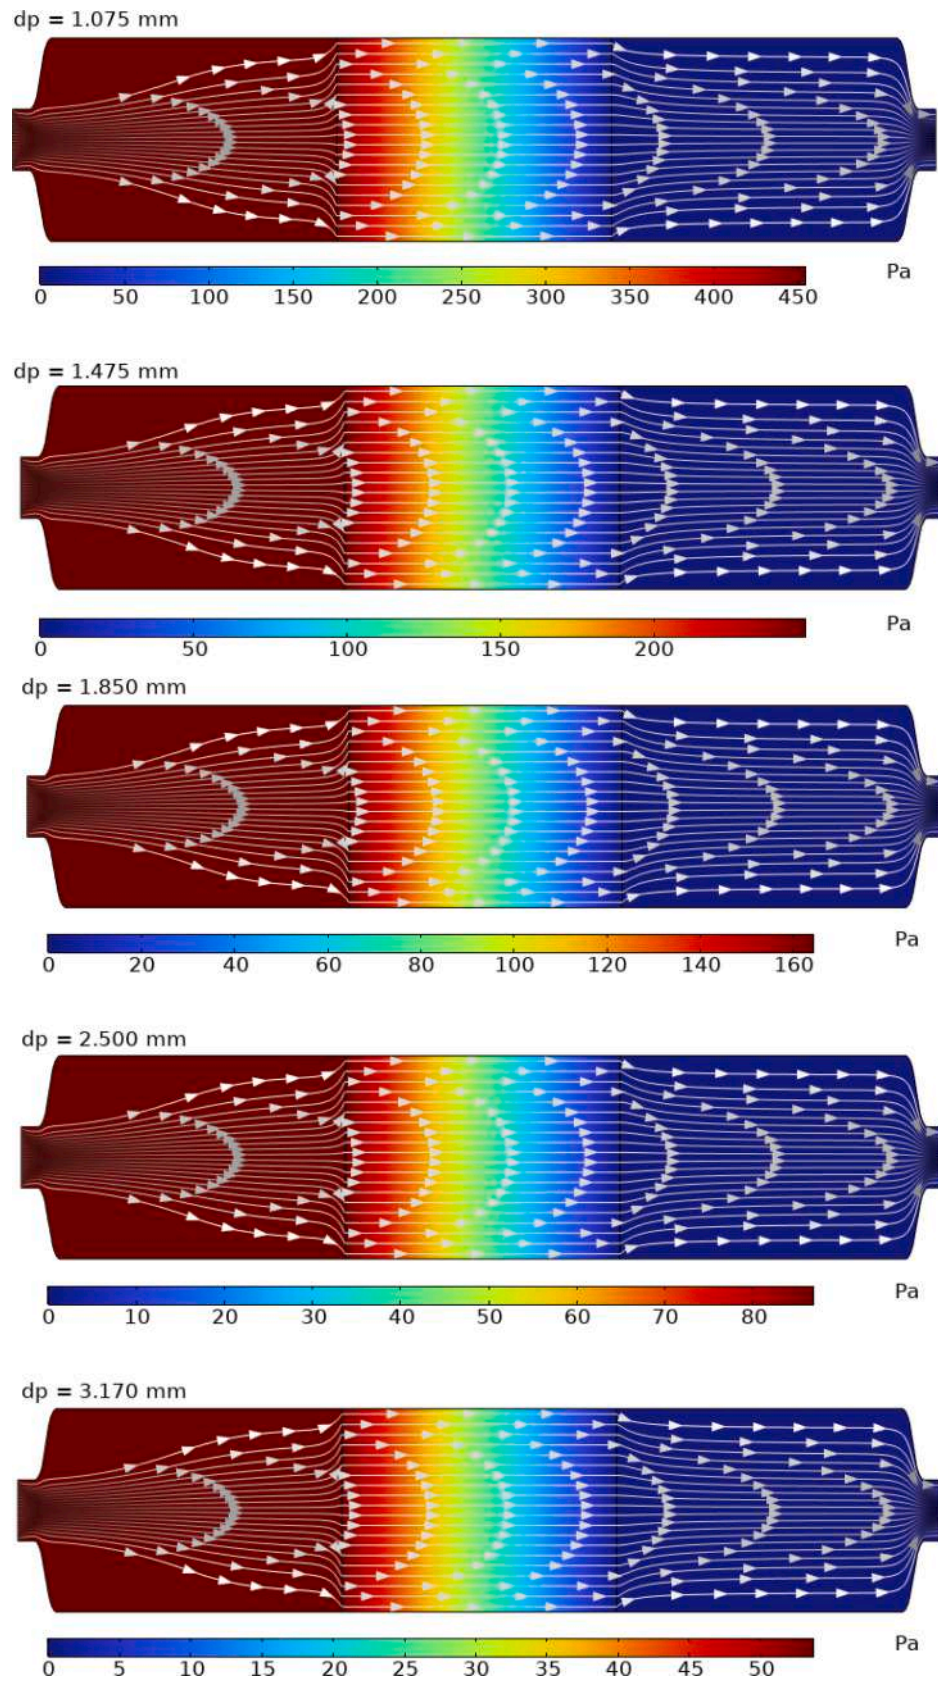 dp = 1.075 mm
Pa
0 50 100 150 200 250 300 350 400 450
dp = 1.475 mm
Pa
0 50 100 150 200
dp = 1.850 mm
Pa
0 20 40 60 80 100 120 140 160
dp = 2.500 mm
Pa
0 10 20 30 40 50 60 70 80
dp = 3.170 mm
Pa
0 5 10 15 20 25 30 35 40 45 50